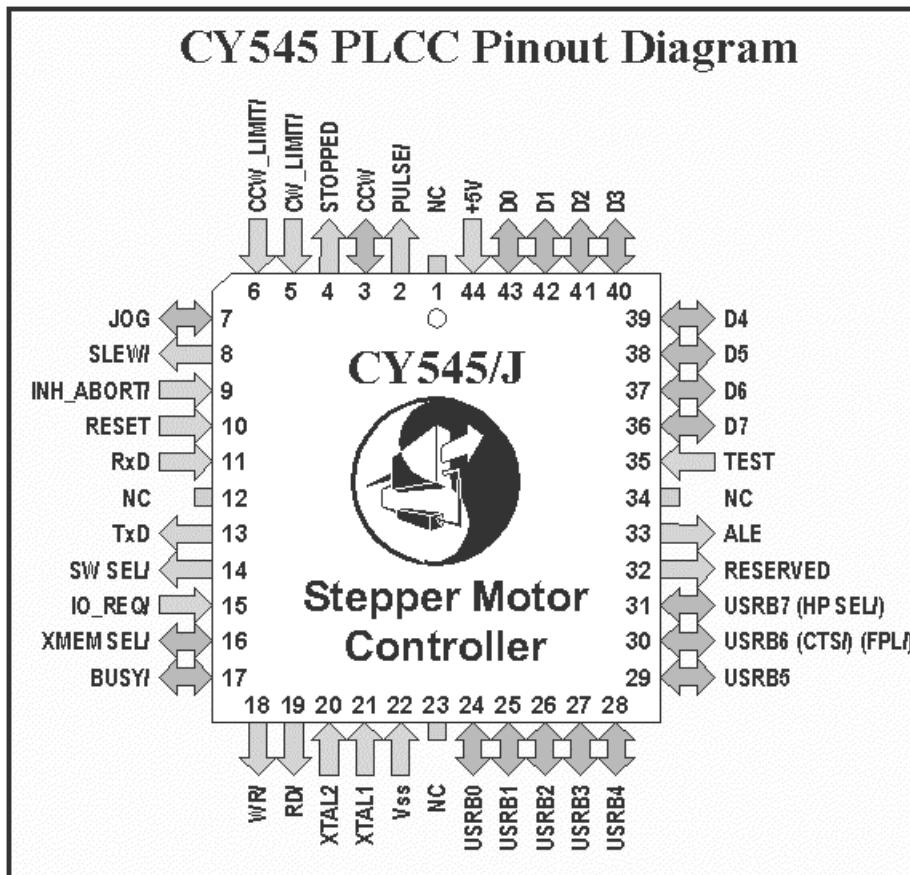 CY545 PLCC Pinout Diagram
CCW_LIMIT/
CW_LIMIT/
STOPPED
CCW
PULSE/
NC
+5V
D0
D1
D2
D3
6 5 4 3 2 1 44 43 42 41 40
JOG 7 39 D4
SLEW/ 8 38 D5
INH_ABORT/ 9 37 D6
RESET 10 36 D7
RxD 11 35 TEST
NC 12 34 NC
TxD 13 33 ALE
SW SEL/ 14 32 RESERVED
IO_REQ/ 15 31 USRB7 (HP SEL/)
XMEM SEL/ 16 30 USRB6 (CTS/) (FPL/)
BUSY/ 17 29 USRB5
CY545/J
Stepper Motor
Controller
18 19 20 21 22 23 24 25 26 27 28
WR/
RD/
XTAL2
XTAL1
Vss
NC
USRB0
USRB1
USRB2
USRB3
USRB4